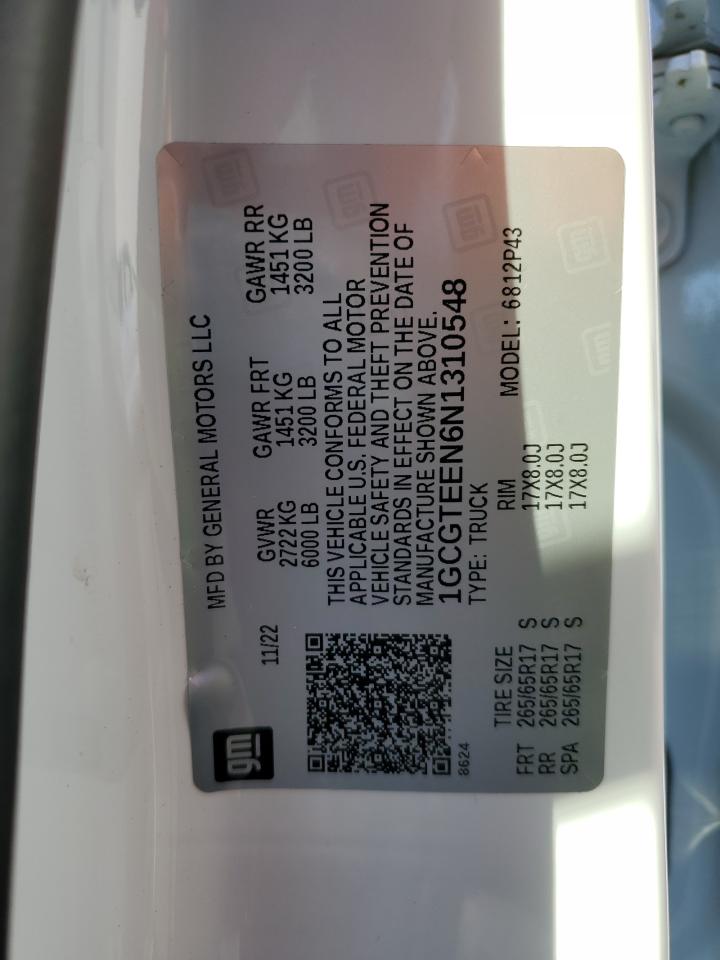 MFD BY GENERAL MOTORS LLC
gm
11/22
GVWR GAWR FRT GAWR RR
2722 KG 1451 KG 1451 KG
6000 LB 3200 LB 3200 LB
THIS VEHICLE CONFORMS TO ALL
APPLICABLE U.S. FEDERAL MOTOR
VEHICLE SAFETY AND THEFT PREVENTION
STANDARDS IN EFFECT ON THE DATE OF
MANUFACTURE SHOWN ABOVE.
1GCGTEEN6N1310548
8624
TYPE: TRUCK MODEL: 6812P43
TIRE SIZE RIM
FRT 265/65R17 S 17X8.0J
RR 265/65R17 S 17X8.0J
SPA 265/65R17 S 17X8.0J